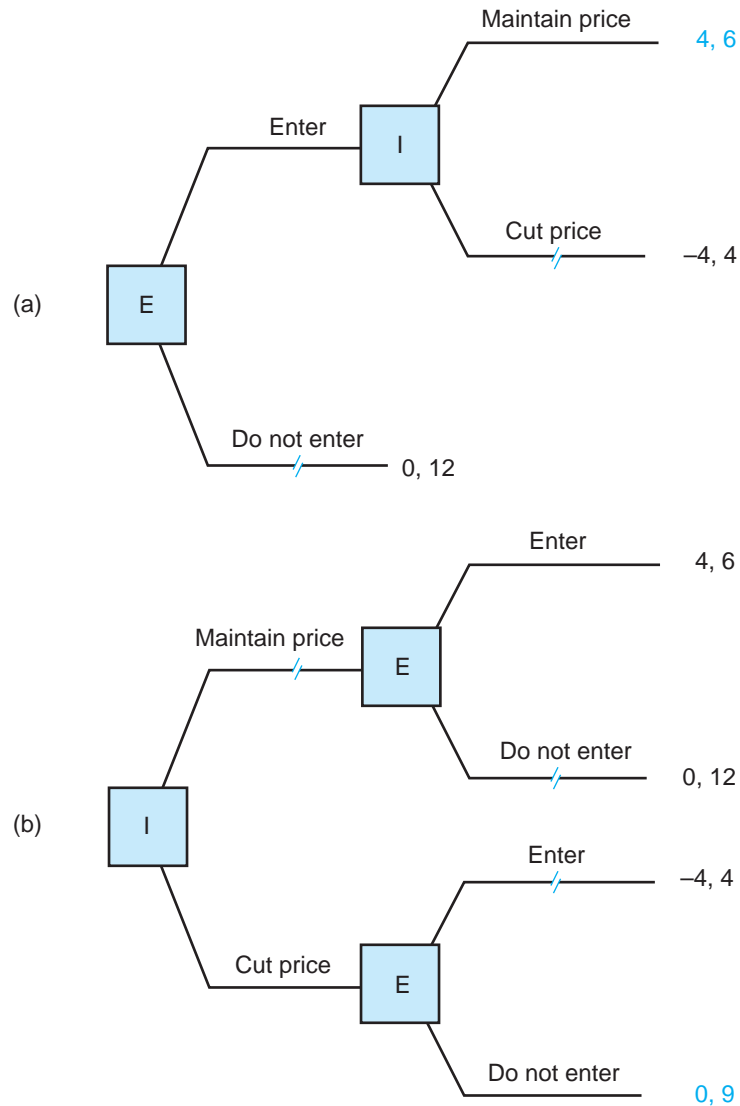 Maintain price
4, 6
Enter
I
Cut price
–4, 4
(a)
E
Do not enter
0, 12
Enter
4, 6
Maintain price
E
Do not enter
0, 12
(b)
I
Enter
–4, 4
Cut price
E
Do not enter
0, 9